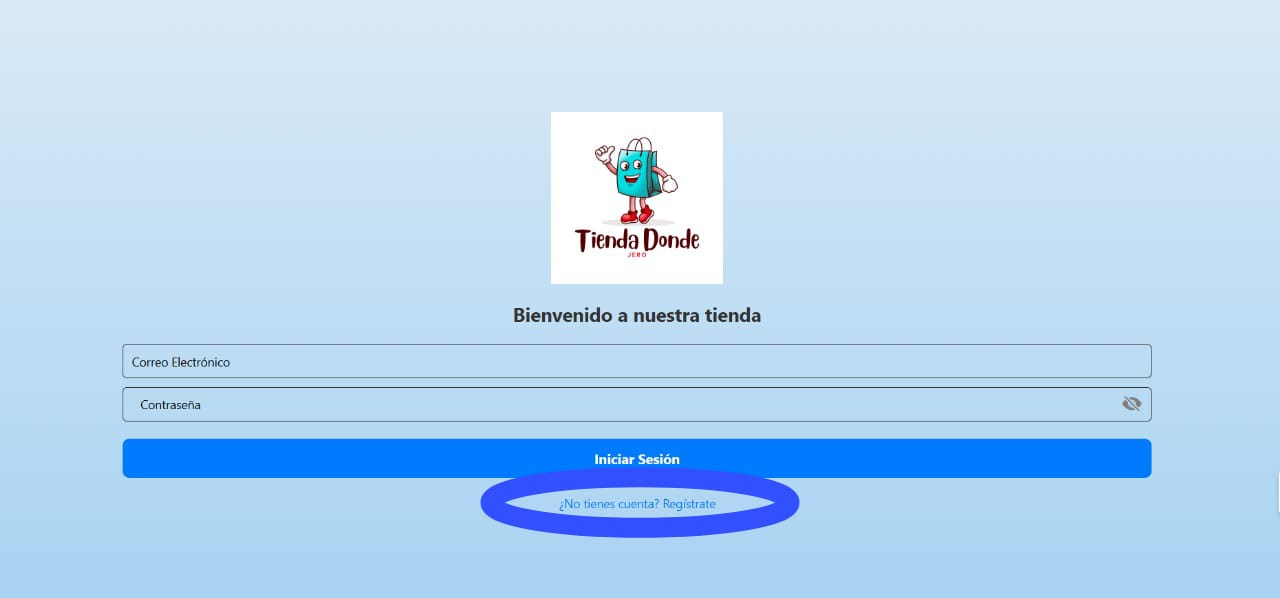 Tienda Donde
JERO
Bienvenido a nuestra tienda
Correo Electrónico
Contraseña
Iniciar Sesión
¿No tienes cuenta? Regístrate